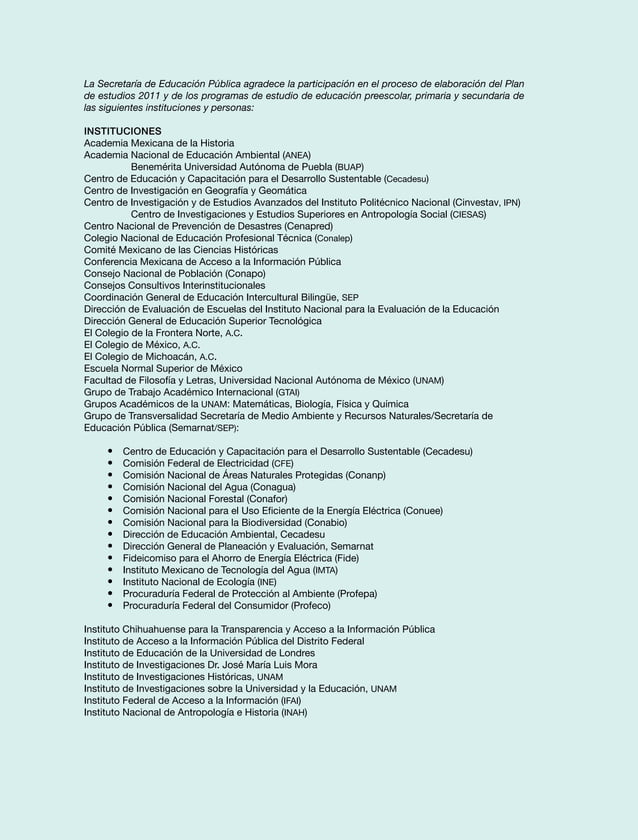 La Secretaría de Educación Pública agradece la participación en el proceso de elaboración del Plan
de estudios 2011 y de los programas de estudio de educación preescolar, primaria y secundaria de
las siguientes instituciones y personas:
INSTITUCIONES
Academia Mexicana de la Historia
Academia Nacional de Educación Ambiental (ANEA)
Benemérita Universidad Autónoma de Puebla (BUAP)
Centro de Educación y Capacitación para el Desarrollo Sustentable (Cecadesu)
Centro de Investigación en Geografía y Geomática
Centro de Investigación y de Estudios Avanzados del Instituto Politécnico Nacional (Cinvestav, IPN)
Centro de Investigaciones y Estudios Superiores en Antropología Social (CIESAS)
Centro Nacional de Prevención de Desastres (Cenapred)
Colegio Nacional de Educación Profesional Técnica (Conalep)
Comité Mexicano de las Ciencias Históricas
Conferencia Mexicana de Acceso a la Información Pública
Consejo Nacional de Población (Conapo)
Consejos Consultivos Interinstitucionales
Coordinación General de Educación Intercultural Bilingüe, SEP
Dirección de Evaluación de Escuelas del Instituto Nacional para la Evaluación de la Educación
Dirección General de Educación Superior Tecnológica
El Colegio de la Frontera Norte, A.C.
El Colegio de México, A.C.
El Colegio de Michoacán, A.C.
Escuela Normal Superior de México
Facultad de Filosofía y Letras, Universidad Nacional Autónoma de México (UNAM)
Grupo de Trabajo Académico Internacional (GTAI)
Grupos Académicos de la UNAM: Matemáticas, Biología, Física y Química
Grupo de Transversalidad Secretaría de Medio Ambiente y Recursos Naturales/Secretaría de
Educación Pública (Semarnat/SEP):
• Centro de Educación y Capacitación para el Desarrollo Sustentable (Cecadesu)
• Comisión Federal de Electricidad (CFE)
• Comisión Nacional de Áreas Naturales Protegidas (Conanp)
• Comisión Nacional del Agua (Conagua)
• Comisión Nacional Forestal (Conafor)
• Comisión Nacional para el Uso Eficiente de la Energía Eléctrica (Conuee)
• Comisión Nacional para la Biodiversidad (Conabio)
• Dirección de Educación Ambiental, Cecadesu
• Dirección General de Planeación y Evaluación, Semarnat
• Fideicomiso para el Ahorro de Energía Eléctrica (Fide)
• Instituto Mexicano de Tecnología del Agua (IMTA)
• Instituto Nacional de Ecología (INE)
• Procuraduría Federal de Protección al Ambiente (Profepa)
• Procuraduría Federal del Consumidor (Profeco)
Instituto Chihuahuense para la Transparencia y Acceso a la Información Pública
Instituto de Acceso a la Información Pública del Distrito Federal
Instituto de Educación de la Universidad de Londres
Instituto de Investigaciones Dr. José María Luis Mora
Instituto de Investigaciones Históricas, UNAM
Instituto de Investigaciones sobre la Universidad y la Educación, UNAM
Instituto Federal de Acceso a la Información (IFAI)
Instituto Nacional de Antropología e Historia (INAH)